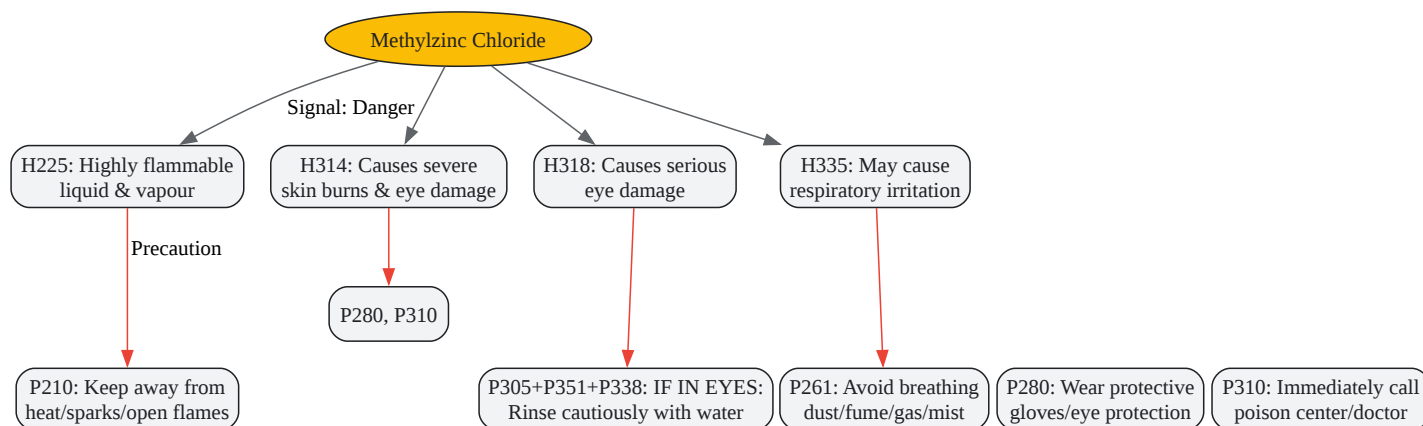 Methylzinc Chloride
Signal: Danger
H225: Highly flammable
liquid & vapour
H314: Causes severe
skin burns & eye damage
H318: Causes serious
eye damage
H335: May cause
respiratory irritation
Precaution
P280, P310
P210: Keep away from
heat/sparks/open flames
P305+P351+P338: IF IN EYES:
Rinse cautiously with water
P261: Avoid breathing
dust/fume/gas/mist
P280: Wear protective
gloves/eye protection
P310: Immediately call
poison center/doctor